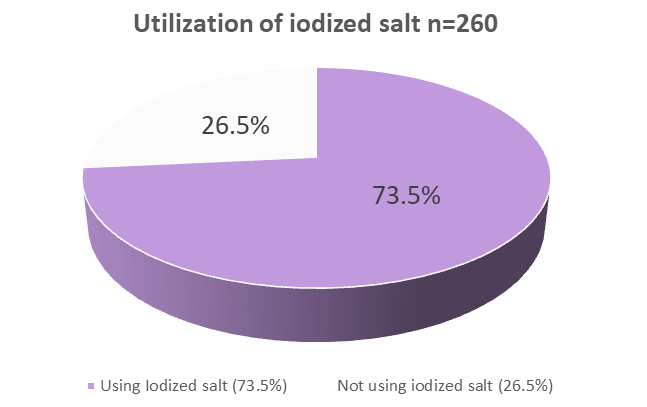 Utilization of iodized salt n=260
26.5%
73.5%
Using Iodized salt (73.5%)
Not using iodized salt (26.5%)